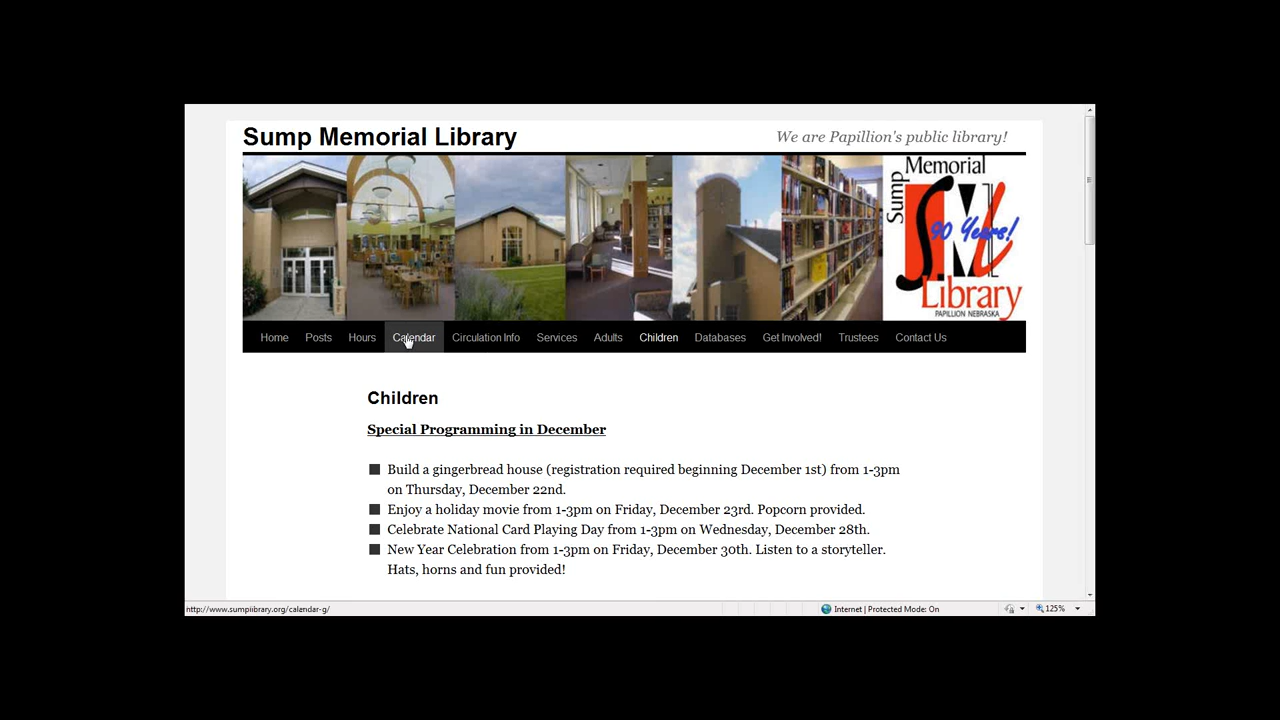 Sump Memorial Library
We are Papillion's public library!
Sump
Memorial
SML
90 Years!
Library
PAPILLION NEBRASKA
Home Posts Hours Calendar Circulation Info Services Adults Children Databases Get Involved! Trustees Contact Us
Children
Special Programming in December
Build a gingerbread house (registration required beginning December 1st) from 1-3pm
on Thursday, December 22nd.
Enjoy a holiday movie from 1-3pm on Friday, December 23rd. Popcorn provided.
Celebrate National Card Playing Day from 1-3pm on Wednesday, December 28th.
New Year Celebration from 1-3pm on Friday, December 30th. Listen to a storyteller.
Hats, horns and fun provided!
http://www.sumplibrary.org/calendar-g/ Internet | Protected Mode: On 125%